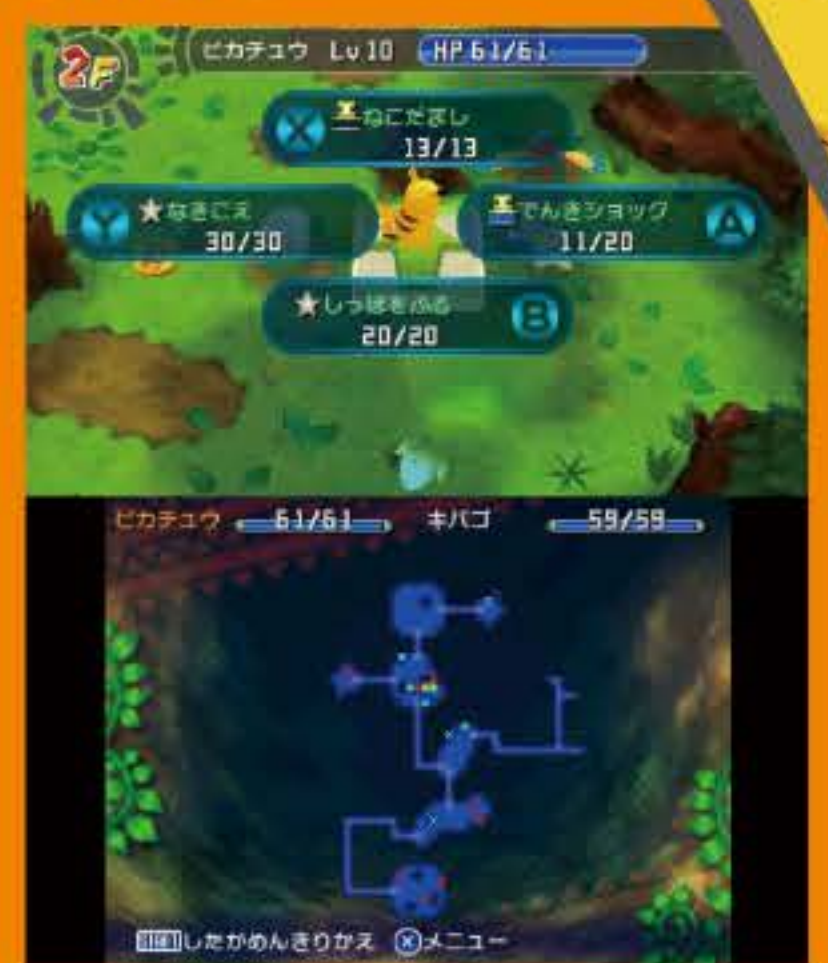 2F ピカチュウ Lv10 HP 61/61
X ねこだまし
13/13
Y ★なきごえ
30/30
でんきショック A
11/20
★しっぽをふる B
20/20
ピカチュウ 61/61 キバゴ 59/59
したがめんきりかえ Ⓧメニュー